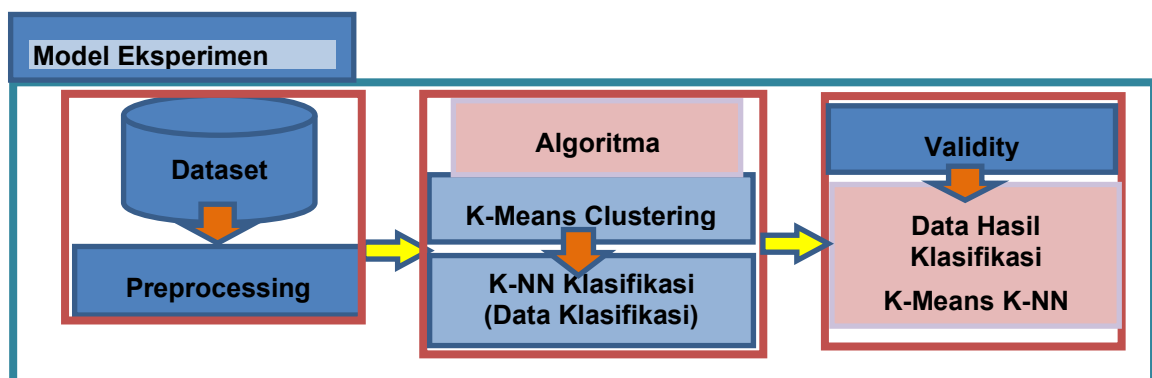 Model Eksperimen
Dataset
Preprocessing
Algoritma
K-Means Clustering
K-NN Klasifikasi
(Data Klasifikasi)
Validity
Data Hasil
Klasifikasi
K-Means K-NN